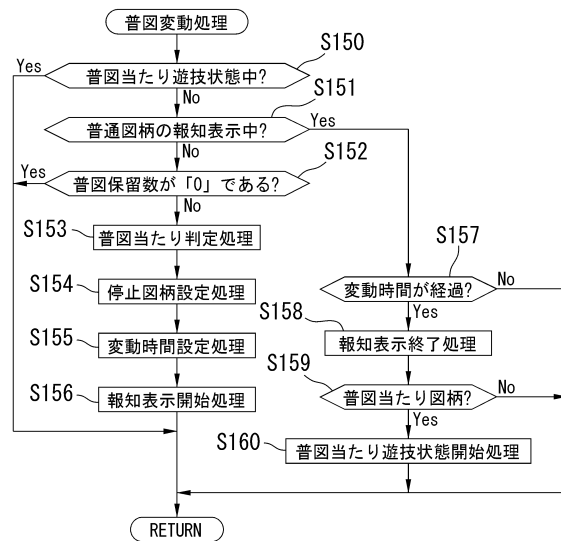 普図変動処理
S150
Yes
普図当たり遊技状態中?
No
S151
普通図柄の報知表示中?
Yes
No
S152
Yes
普図保留数が「0」である?
No
S153
普図当たり判定処理
S154
停止図柄設定処理
S155
変動時間設定処理
S156
報知表示開始処理
S157
変動時間が経過?
No
Yes
S158
報知表示終了処理
S159
普図当たり図柄?
No
Yes
S160
普図当たり遊技状態開始処理
RETURN